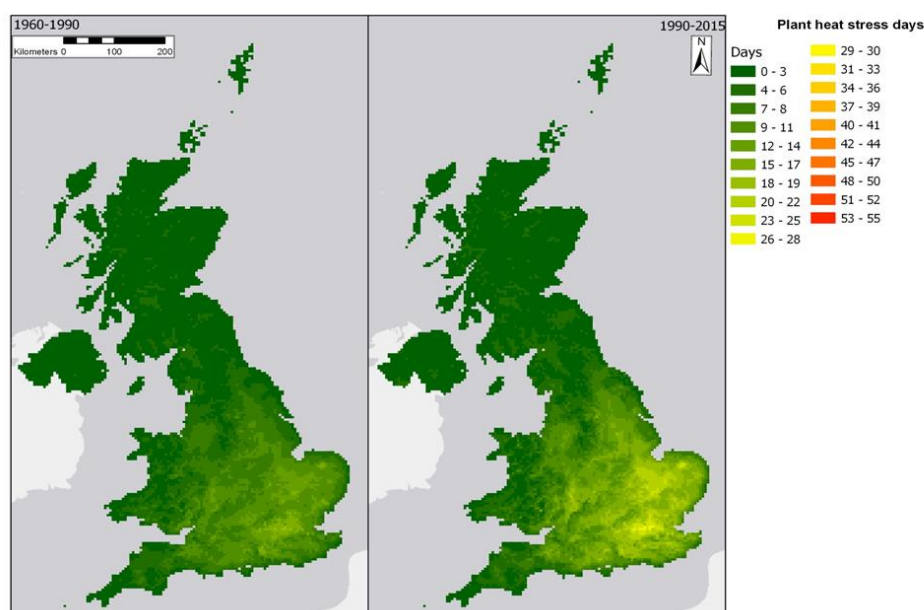 1960-1990
Kilometers 0 100 200
1990-2015
N
Plant heat stress days
Days
0 - 3
4 - 6
7 - 8
9 - 11
12 - 14
15 - 17
18 - 19
20 - 22
23 - 25
26 - 28
29 - 30
31 - 33
34 - 36
37 - 39
40 - 41
42 - 44
45 - 47
48 - 50
51 - 52
53 - 55